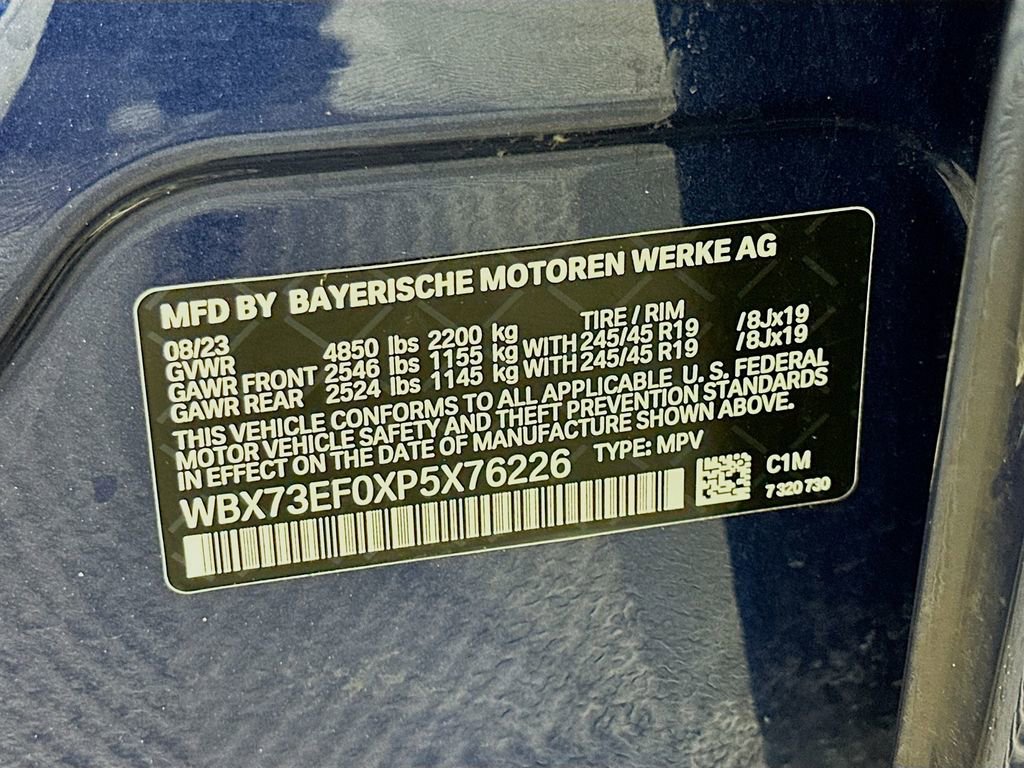 MFD BY BAYERISCHE MOTOREN WERKE AG
08/23 TIRE / RIM
GVWR 4850 lbs 2200 kg
GAWR FRONT 2546 lbs 1155 kg WITH 245/45 R19 /8Jx19
GAWR REAR 2524 lbs 1145 kg WITH 245/45 R19 /8Jx19
THIS VEHICLE CONFORMS TO ALL APPLICABLE U. S. FEDERAL
MOTOR VEHICLE SAFETY AND THEFT PREVENTION STANDARDS
IN EFFECT ON THE DATE OF MANUFACTURE SHOWN ABOVE.
WBX73EF0XP5X76226 TYPE: MPV
C1M
7 320 730